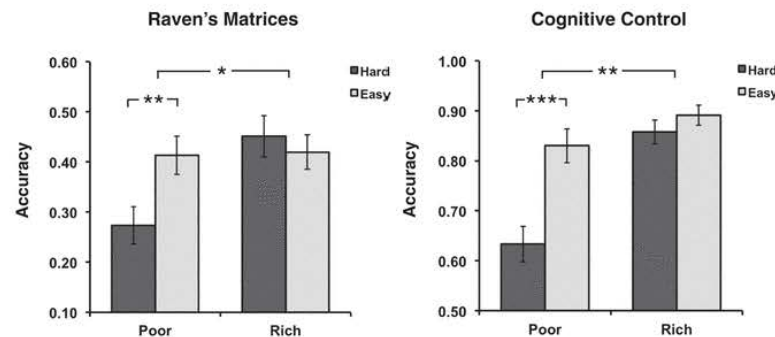 Raven's Matrices
0.60
0.50
0.40
0.30
0.20
0.10
Accuracy
*
**
Hard
Easy
Poor
Rich
Cognitive Control
1.00
0.90
0.80
0.70
0.60
0.50
Accuracy
**
***
Hard
Easy
Poor
Rich